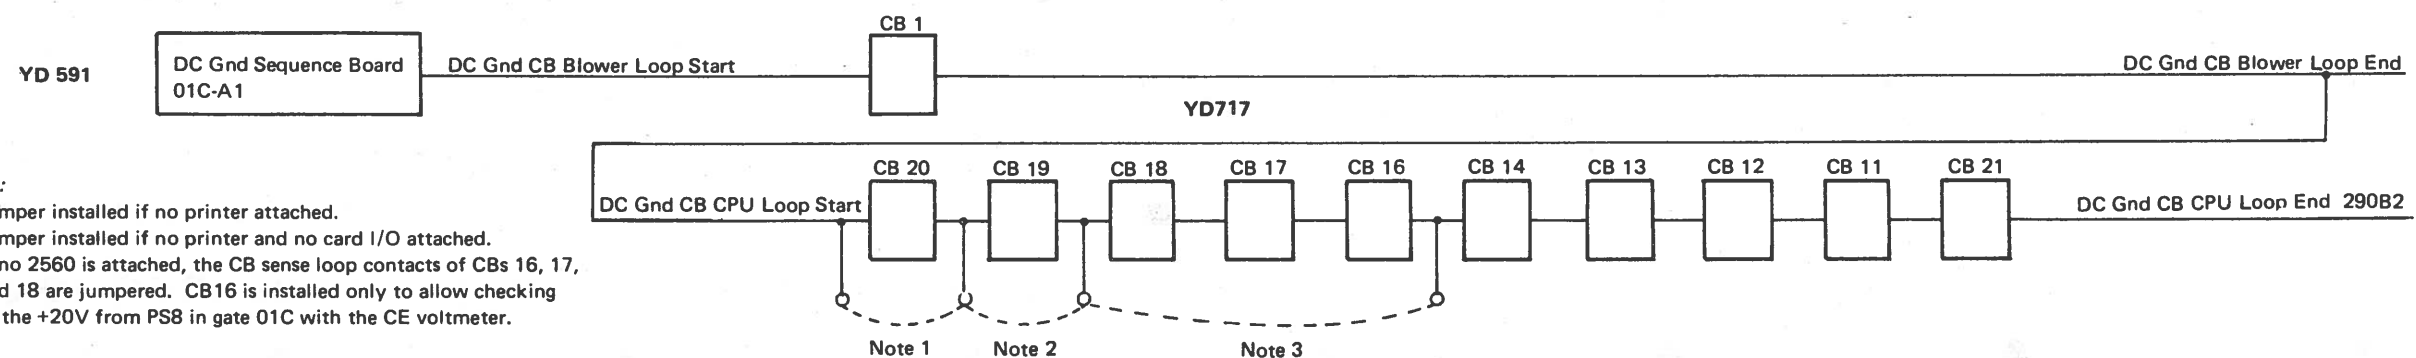 CB 1
YD 591
DC Gnd Sequence Board
01C-A1
DC Gnd CB Blower Loop Start
DC Gnd CB Blower Loop End
YD717
CB 20 CB 19 CB 18 CB 17 CB 16 CB 14 CB 13 CB 12 CB 11 CB 21
DC Gnd CB CPU Loop Start
DC Gnd CB CPU Loop End 290B2
:
mper installed if no printer attached.
mper installed if no printer and no card I/O attached.
no 2560 is attached, the CB sense loop contacts of CBs 16, 17,
d 18 are jumpered. CB16 is installed only to allow checking
the +20V from PS8 in gate 01C with the CE voltmeter.
Note 1 Note 2 Note 3